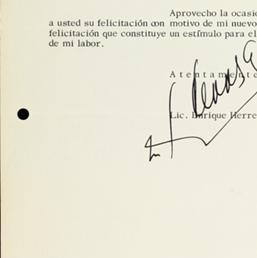 Aprovecho la ocasi
a usted su felicitación con motivo de mi nuevo
felicitación que constituye un estímulo para el
de mi labor.
Atentamente
Lic. Enrique Herre